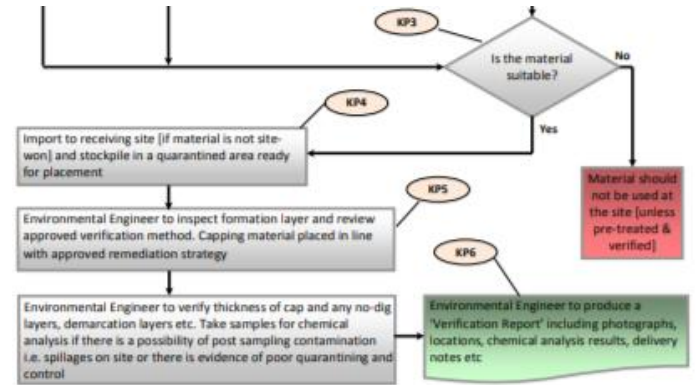 KP3
Is the material
suitable?
No
KP4
Yes
Import to receiving site [if material is not site-
won] and stockpile in a quarantined area ready
for placement
Material should
not be used at
the site [unless
pre-treated &
verified]
KP5
Environmental Engineer to inspect formation layer and review
approved verification method. Capping material placed in line
with approved remediation strategy
KP6
Environmental Engineer to verify thickness of cap and any no-dig
layers, demarcation layers etc. Take samples for chemical
analysis if there is a possibility of post sampling contamination
i.e. spillages on site or there is evidence of poor quarantining and
control
Environmental Engineer to produce a
'Verification Report' including photographs,
locations, chemical analysis results, delivery
notes etc